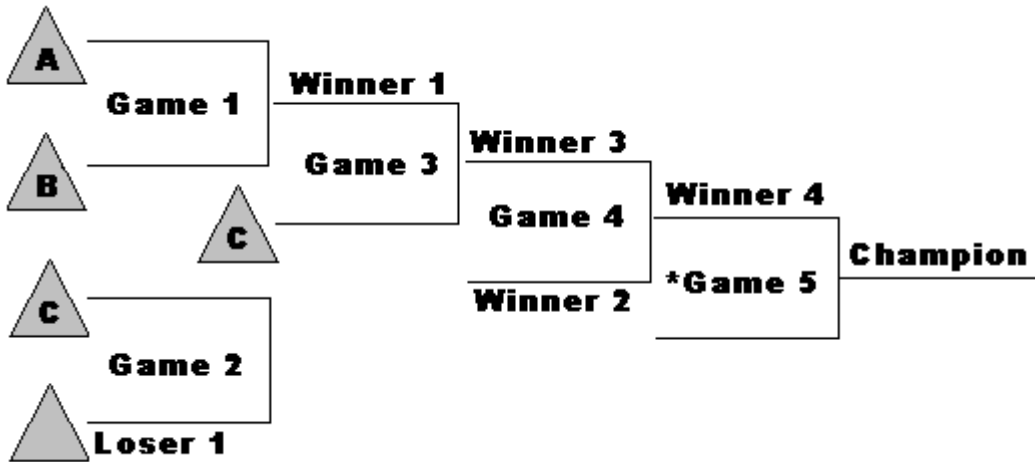 A
Game 1
B
Winner 1
Game 3
C
Winner 3
Game 4
Winner 2
Winner 4
*Game 5
Champion
C
Game 2
Loser 1